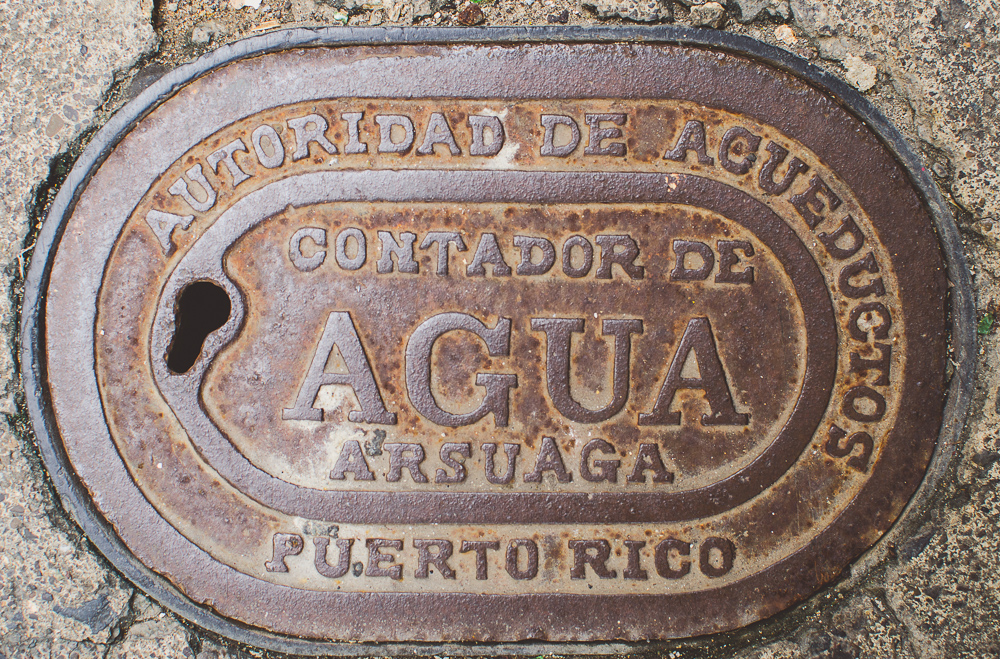 AUTORIDAD DE ACUEDUCTOS
CONTADOR DE
AGUA
ARSUAGA
PUERTO RICO